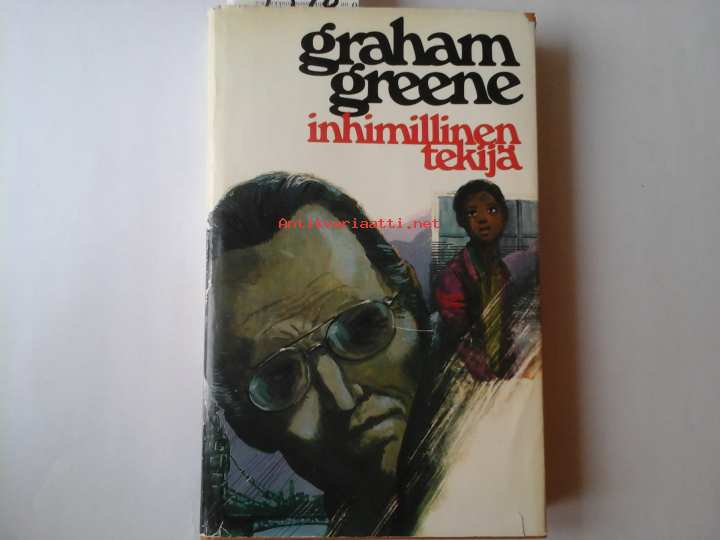 graham
greene
inhimillinen
tekijä
Antikvariaatti.net